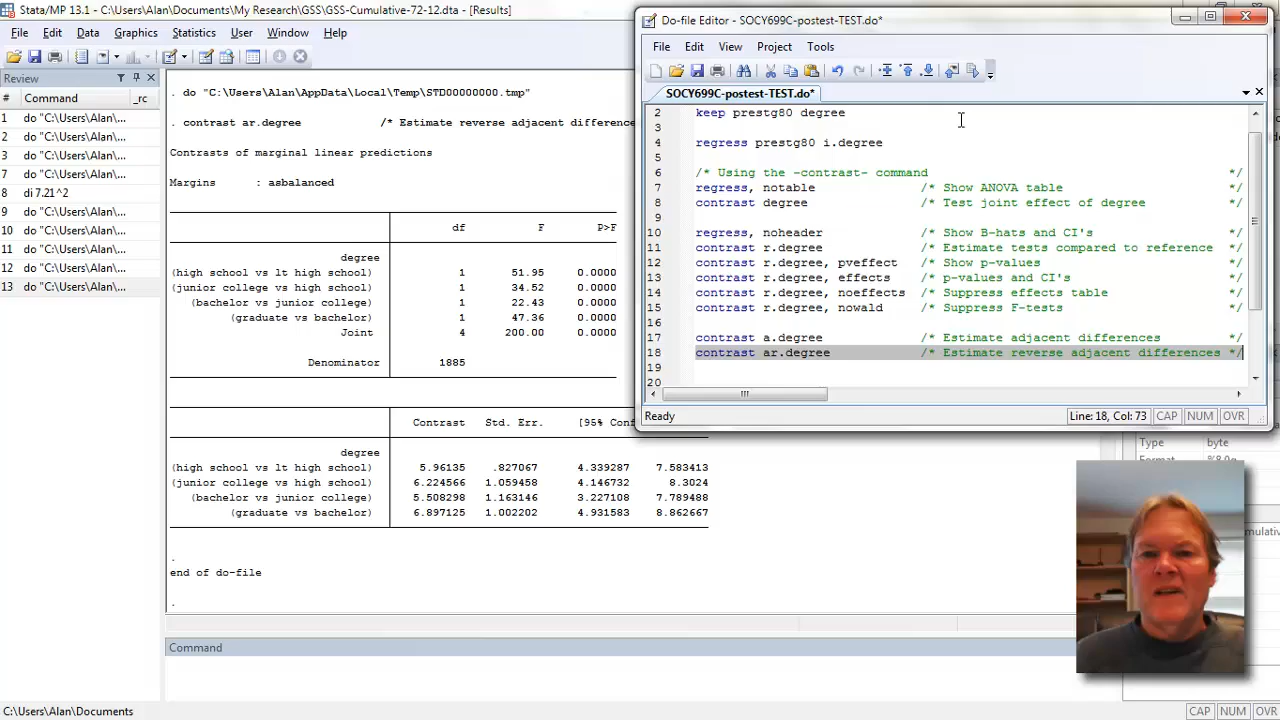 Stata/MP 13.1 - C:\Users\Alan\Documents\My Research\GSS\GSS-Cumulative-72-12.dta - [Results]
File Edit Data Graphics Statistics User Window Help
Review
# Command _rc
1 do "C:\Users\Alan\...
2 do "C:\Users\Alan\...
3 do "C:\Users\Alan\...
7 do "C:\Users\Alan\...
8 di 7.21^2
9 do "C:\Users\Alan\...
10 do "C:\Users\Alan\...
11 do "C:\Users\Alan\...
12 do "C:\Users\Alan\...
13 do "C:\Users\Alan\...
. do "C:\Users\Alan\AppData\Local\Temp\STD00000000.tmp"
. contrast ar.degree /* Estimate reverse adjacent difference
Contrasts of marginal linear predictions
Margins : asbalanced
df F P>F
degree
(high school vs lt high school) 1 51.95 0.0000
(junior college vs high school) 1 34.52 0.0000
(bachelor vs junior college) 1 22.43 0.0000
(graduate vs bachelor) 1 47.36 0.0000
Joint 4 200.00 0.0000
Denominator 1885
Contrast Std. Err. [95% Conf
degree
(high school vs lt high school) 5.96135 .827067 4.339287 7.583413
(junior college vs high school) 6.224566 1.059458 4.146732 8.3024
(bachelor vs junior college) 5.508298 1.163146 3.227108 7.789488
(graduate vs bachelor) 6.897125 1.002202 4.931583 8.862667
.
end of do-file
.
Command
C:\Users\Alan\Documents
CAP NUM OVR
Do-file Editor - SOCY699C-postest-TEST.do*
File Edit View Project Tools
SOCY699C-postest-TEST.do*
2 keep prestg80 degree
3
4 regress prestg80 i.degree
5
6 /* Using the -contrast- command */
7 regress, notable /* Show ANOVA table */
8 contrast degree /* Test joint effect of degree */
9
10 regress, noheader /* Show B-hats and CI's */
11 contrast r.degree /* Estimate tests compared to reference */
12 contrast r.degree, pveffect /* Show p-values */
13 contrast r.degree, effects /* p-values and CI's */
14 contrast r.degree, noeffects /* Suppress effects table */
15 contrast r.degree, nowald /* Suppress F-tests */
16
17 contrast a.degree /* Estimate adjacent differences */
18 contrast ar.degree /* Estimate reverse adjacent differences */
19
20
Ready Line: 18, Col: 73 CAP NUM OVR
Type byte